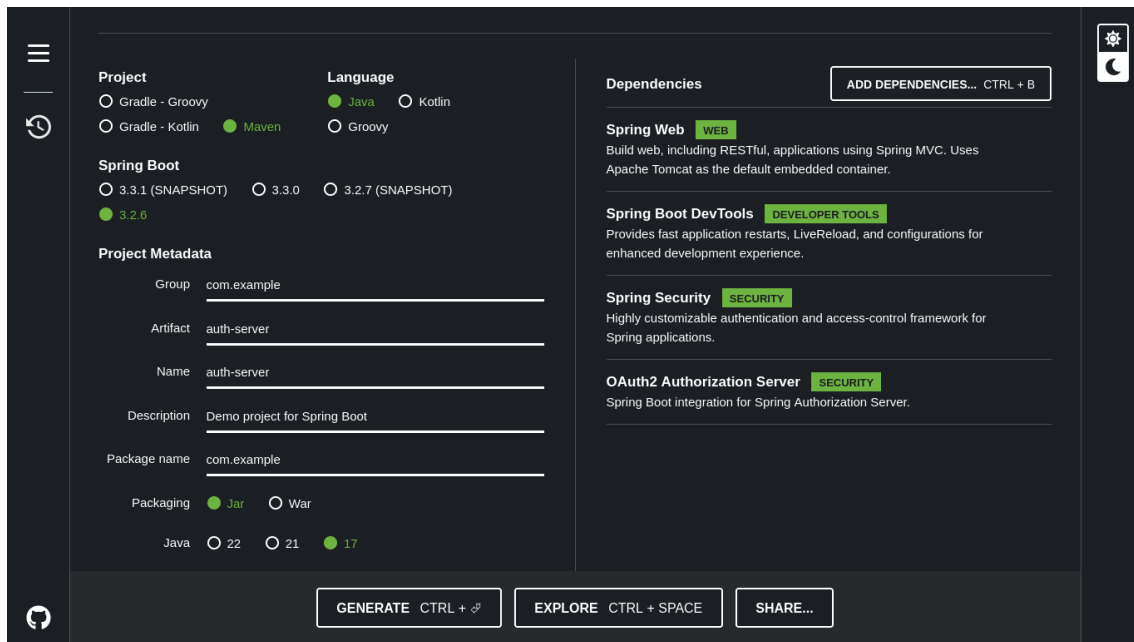 Project
Gradle - Groovy
Gradle - Kotlin Maven
Language
Java Kotlin
Groovy
Spring Boot
3.3.1 (SNAPSHOT) 3.3.0 3.2.7 (SNAPSHOT)
3.2.6
Project Metadata
Group com.example
Artifact auth-server
Name auth-server
Description Demo project for Spring Boot
Package name com.example
Packaging Jar War
Java 22 21 17
Dependencies ADD DEPENDENCIES... CTRL + B
Spring Web WEB
Build web, including RESTful, applications using Spring MVC. Uses
Apache Tomcat as the default embedded container.
Spring Boot DevTools DEVELOPER TOOLS
Provides fast application restarts, LiveReload, and configurations for
enhanced development experience.
Spring Security SECURITY
Highly customizable authentication and access-control framework for
Spring applications.
OAuth2 Authorization Server SECURITY
Spring Boot integration for Spring Authorization Server.
GENERATE CTRL + ⏎ EXPLORE CTRL + SPACE SHARE...